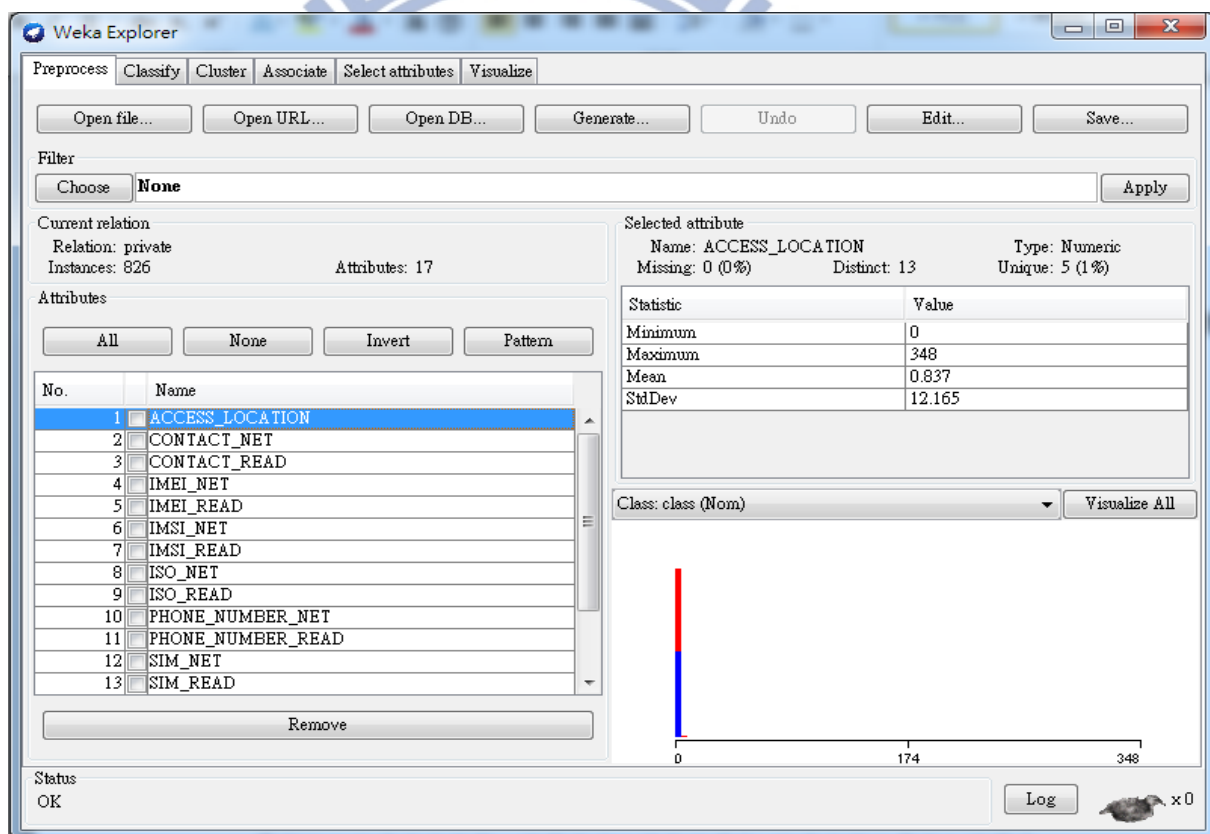 Weka Explorer
Preprocess Classify Cluster Associate Select attributes Visualize
Open file... Open URL... Open DB... Generate... Undo Edit... Save...
Filter
Choose None Apply
Current relation
Relation: private
Instances: 826 Attributes: 17
Attributes
All None Invert Pattern
No. Name
1 ACCESS_LOCATION
2 CONTACT_NET
3 CONTACT_READ
4 IMEI_NET
5 IMEI_READ
6 IMSI_NET
7 IMSI_READ
8 ISO_NET
9 ISO_READ
10 PHONE_NUMBER_NET
11 PHONE_NUMBER_READ
12 SIM_NET
13 SIM_READ
Remove
Selected attribute
Name: ACCESS_LOCATION Type: Numeric
Missing: 0 (0%) Distinct: 13 Unique: 5 (1%)
Statistic Value
Minimum 0
Maximum 348
Mean 0.837
StdDev 12.165
Class: class (Nom) Visualize All
0 174 348
Status
OK
Log x 0